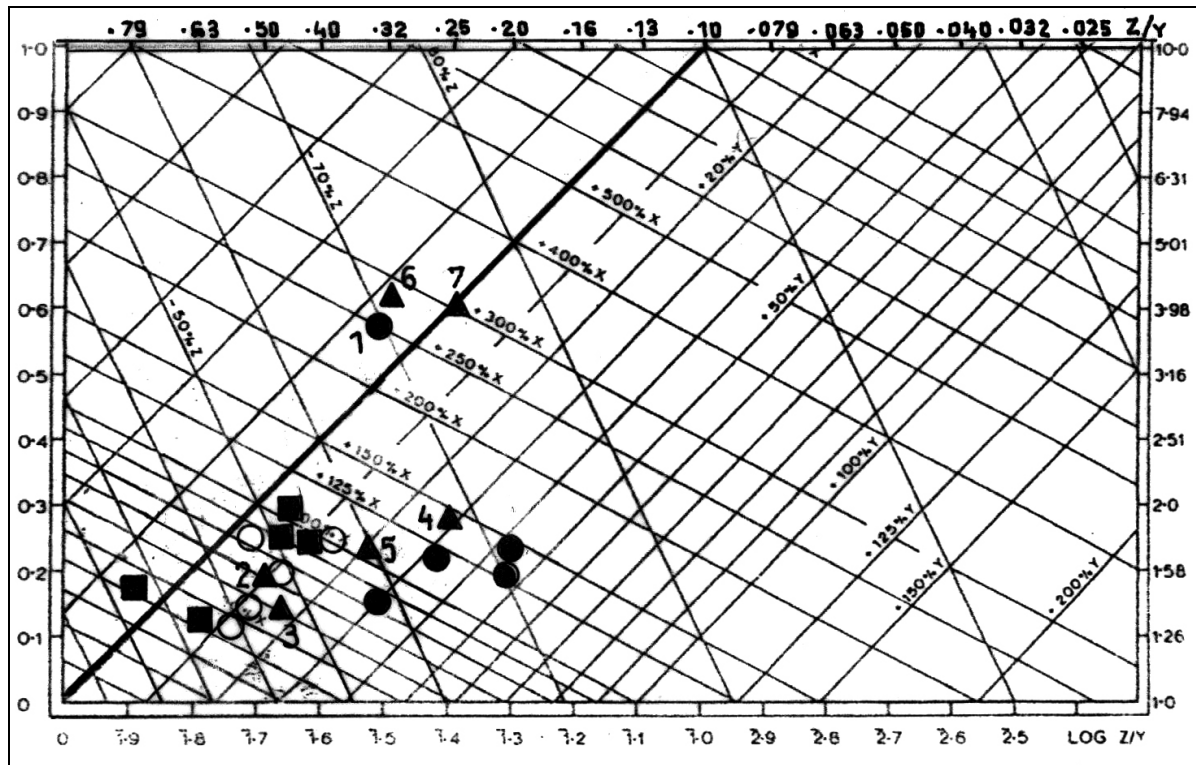 .79 .63 .50 .40 .32 .25 .20 .16 .13 .10 .079 .063 .050 .040 .032 .025 Z/Y
1·0 10·0
0·9 7·94
0·8 6·31
0·7 5·01
0·6 3·98
0·5 3·16
0·4 2·51
0·3 2·0
0·2 1·58
0·1 1·26
0 1·0
- 50% Z
- 70% Z
80% Z
+ 20% Y
+ 50% Y
+ 100% Y
+ 125% Y
+ 150% Y
+ 200% Y
+ 500% X
+ 400% X
+ 300% X
+ 250% X
- 200% X
+ 150% X
+ 125% X
6 7
7
4
5
2
3
0 1̄·9 1̄·8 1̄·7 1̄·6 1̄·5 1̄·4 1̄·3 1̄·2 1̄·1 1̄·0 2̄·9 2̄·8 2̄·7 2̄·6 2̄·5 LOG Z/Y